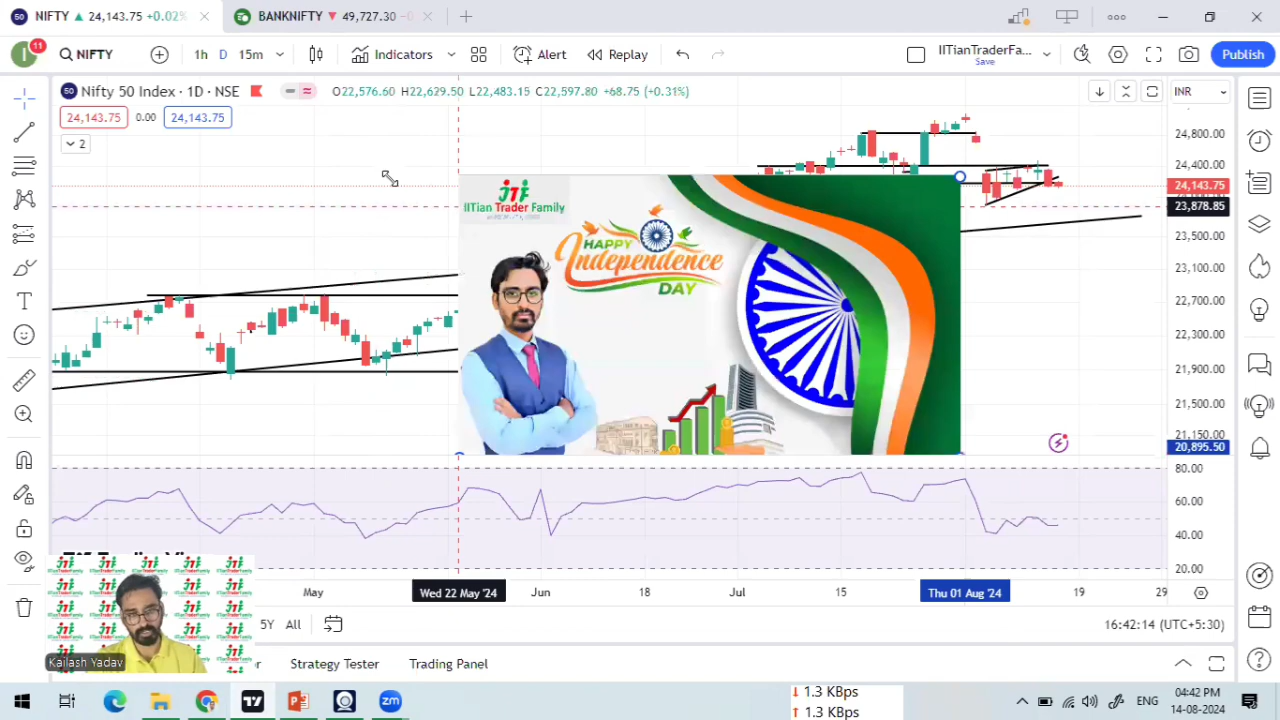 NIFTY ▲ 24,143.75 +0.02%
BANKNIFTY ▼ 49,727.30 −0
11
I
NIFTY
1h D 15m
Indicators
Alert
Replay
IITianTraderFa...
Save
Publish
50 Nifty 50 Index · 1D · NSE
O22,576.60 H22,629.50 L22,483.15 C22,597.80 +68.75 (+0.31%)
INR
24,143.75 0.00 24,143.75
2
24,800.00
24,400.00
24,143.75
23,878.85
23,500.00
23,100.00
22,700.00
22,300.00
21,900.00
21,500.00
21,150.00
20,895.50
80.00
60.00
40.00
20.00
JTF
IITian Trader Family
HAPPY
Independence
DAY
May
Wed 22 May '24
Jun
18
Jul
15
Thu 01 Aug '24
19
29
5Y All
16:42:14 (UTC+5:30)
Kailash Yadav
Strategy Tester
Trading Panel
zm
1.3 KBps
1.3 KBps
ENG
04:42 PM
14-08-2024